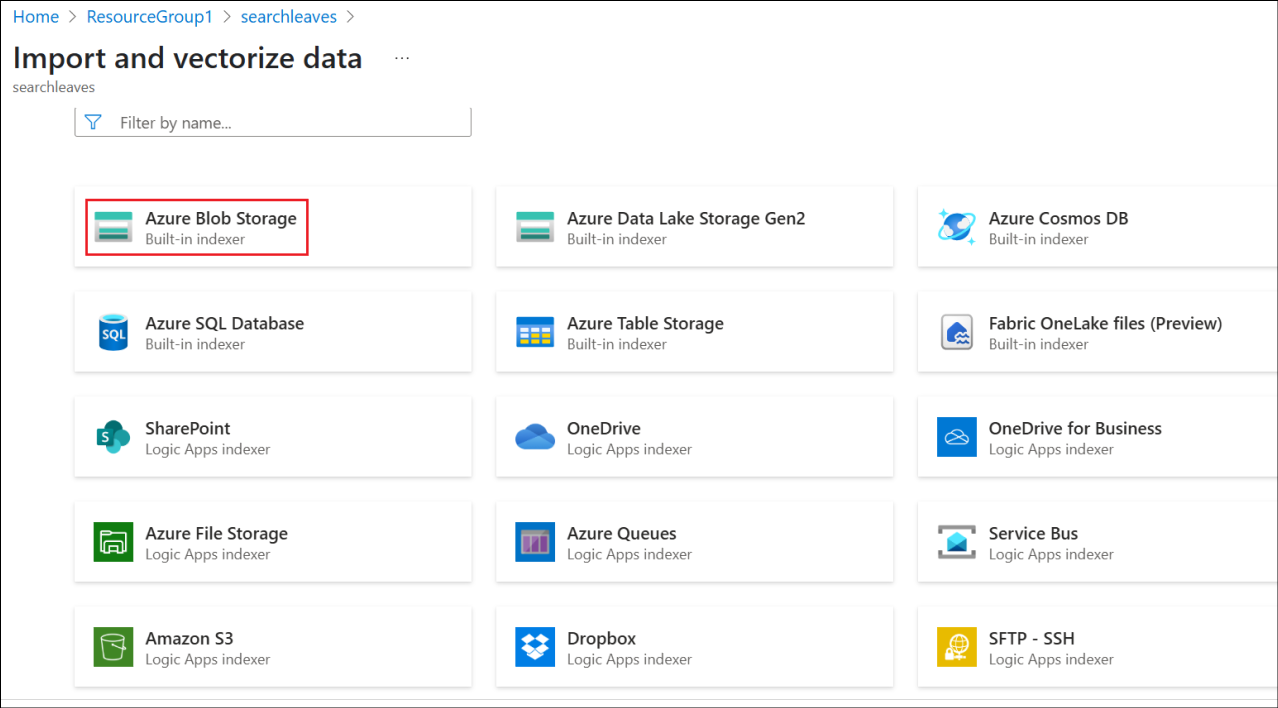 Home > ResourceGroup1 > searchleaves >
Import and vectorize data ...
searchleaves
Filter by name...
Azure Blob Storage
Built-in indexer
Azure Data Lake Storage Gen2
Built-in indexer
Azure Cosmos DB
Built-in indexer
SQL
Azure SQL Database
Built-in indexer
Azure Table Storage
Built-in indexer
Fabric OneLake files (Preview)
Built-in indexer
S
SharePoint
Logic Apps indexer
OneDrive
Logic Apps indexer
OneDrive for Business
Logic Apps indexer
Azure File Storage
Logic Apps indexer
Azure Queues
Logic Apps indexer
Service Bus
Logic Apps indexer
Amazon S3
Logic Apps indexer
Dropbox
Logic Apps indexer
SFTP - SSH
Logic Apps indexer